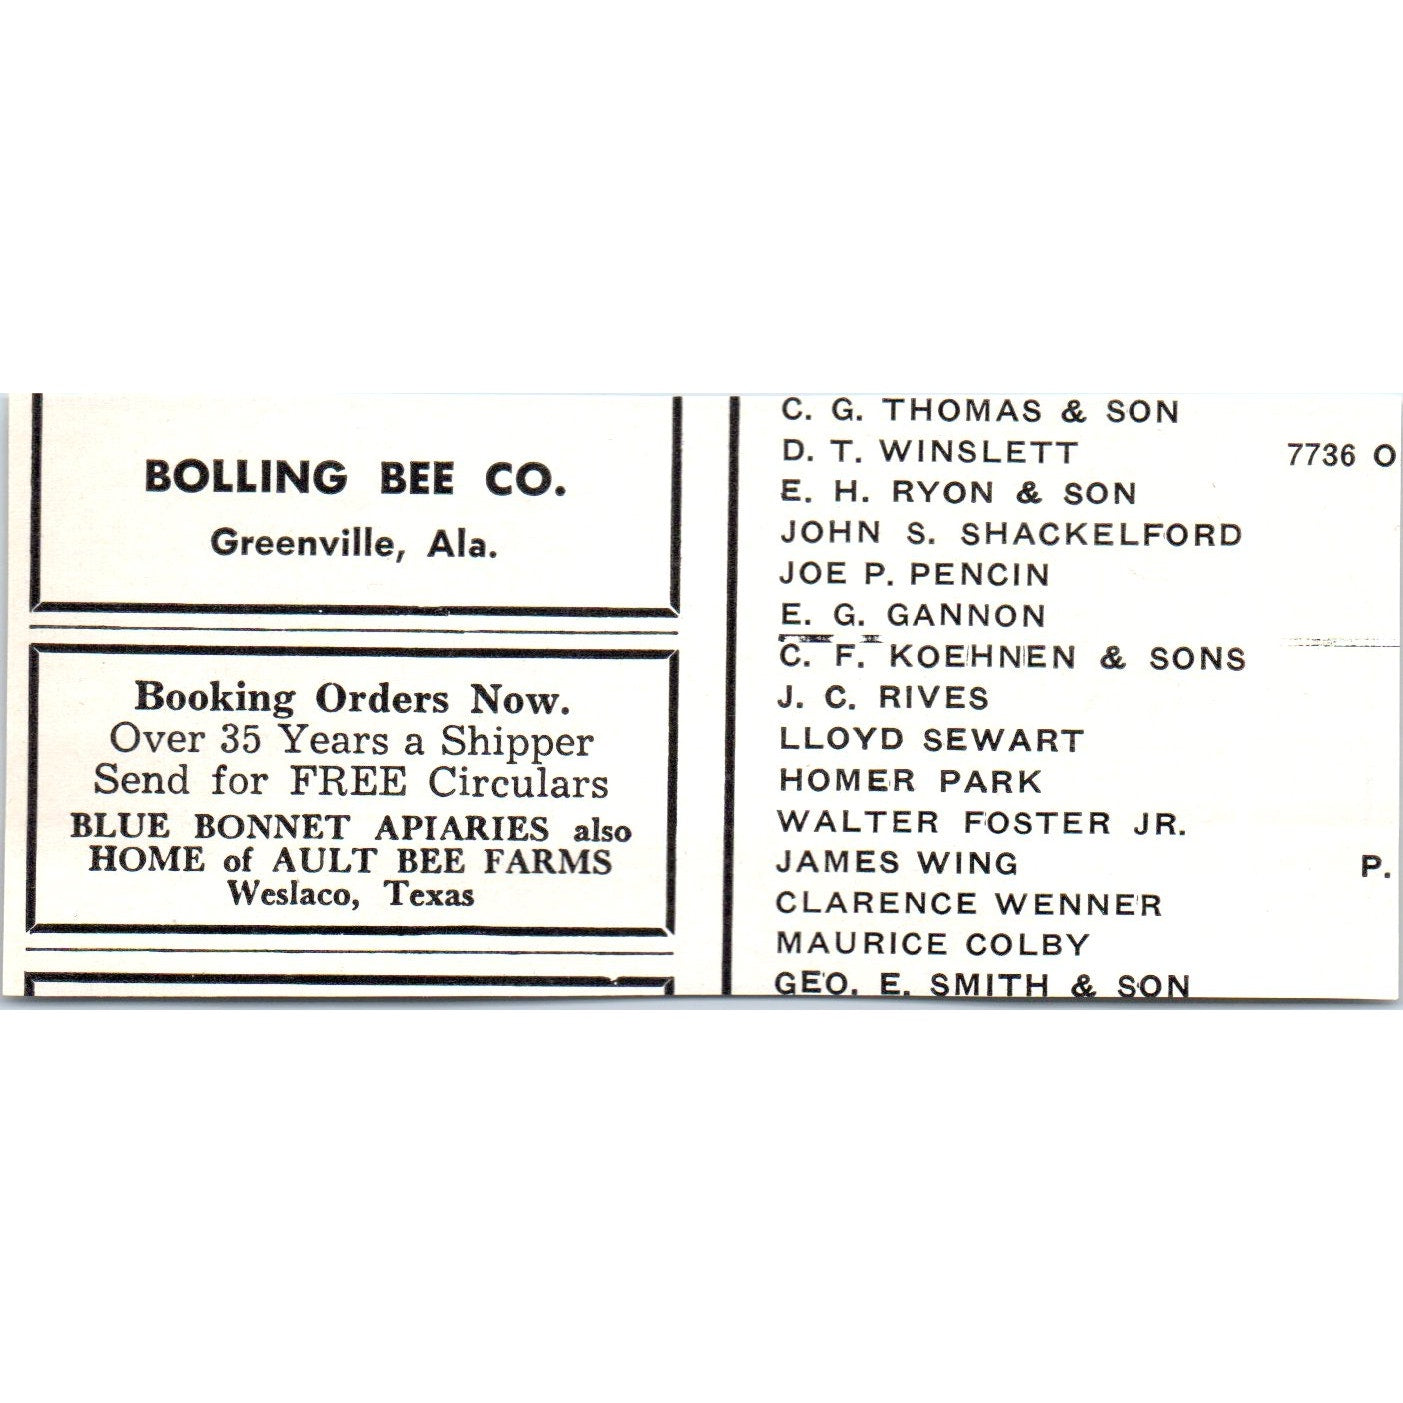 BOLLING BEE CO.
Greenville, Ala.
Booking Orders Now.
Over 35 Years a Shipper
Send for FREE Circulars
BLUE BONNET APIARIES also
HOME of AULT BEE FARMS
Weslaco, Texas
C. G. THOMAS & SON
D. T. WINSLETT 7736 O
E. H. RYON & SON
JOHN S. SHACKELFORD
JOE P. PENCIN
E. G. GANNON
C. F. KOEHNEN & SONS
J. C. RIVES
LLOYD SEWART
HOMER PARK
WALTER FOSTER JR.
JAMES WING P.
CLARENCE WENNER
MAURICE COLBY
GEO. E. SMITH & SON